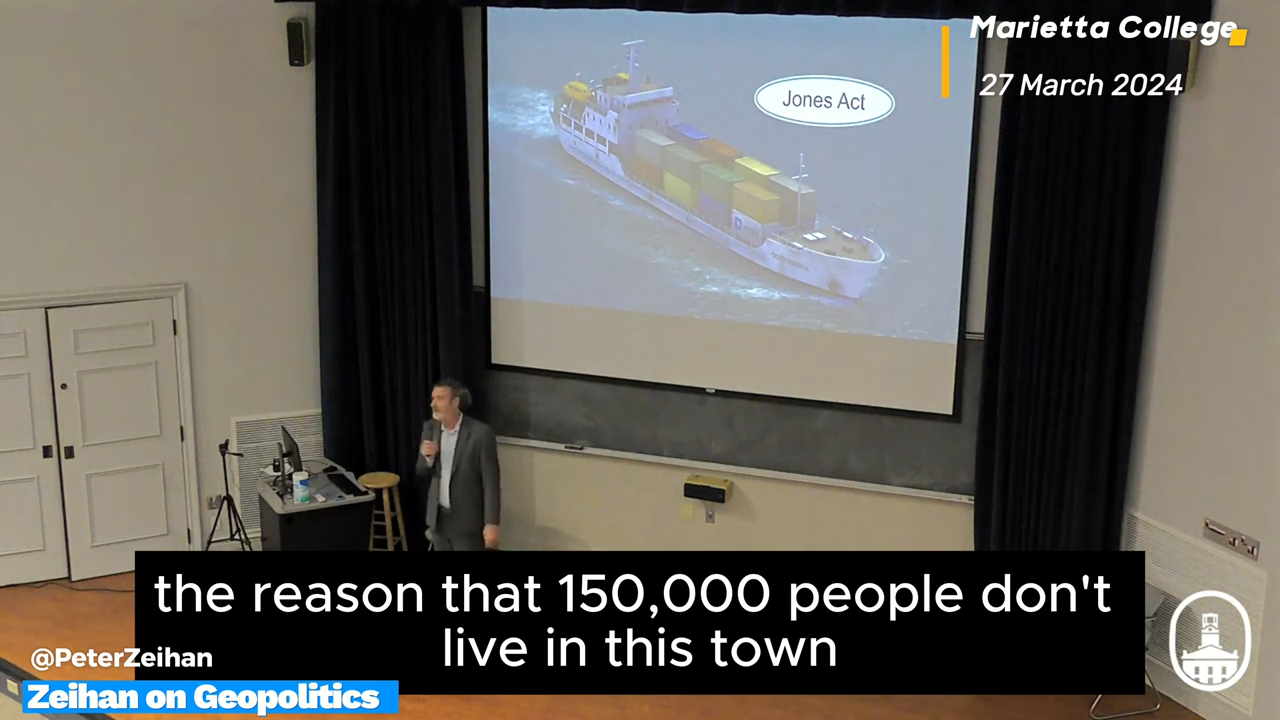 Marietta College
27 March 2024
Jones Act
the reason that 150,000 people don't
live in this town
@PeterZeihan
Zeihan on Geopolitics